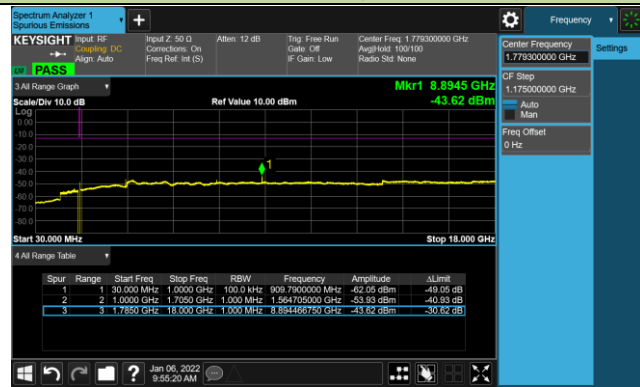 Spectrum Analyzer 1
Spurious Emissions
Frequency
KEYSIGHT
Input: RF
Coupling: DC
Align: Auto
Input Z: 50 Ω
Corrections: On
Freq Ref: Int (S)
Atten: 12 dB
Trig: Free Run
Gate: Off
IF Gain: Low
Center Freq: 1.779300000 GHz
Avg|Hold: 100/100
Radio Std: None
PASS
Center Frequency
1.779300000 GHz
Settings
CF Step
1.175000000 GHz
Auto
Man
Freq Offset
0 Hz
3 All Range Graph
Mkr1 8.8945 GHz
-43.62 dBm
Scale/Div 10.0 dB
Ref Value 10.00 dBm
Log
0.00
-10.0
-20.0
-30.0
-40.0
-50.0
-60.0
-70.0
-80.0
1
Start 30.000 MHz
Stop 18.000 GHz
4 All Range Table
Spur Range Start Freq Stop Freq RBW Frequency Amplitude ΔLimit
1 1 30.000 MHz 1.0000 GHz 100.0 kHz 909.7900000 MHz -62.05 dBm -49.05 dB
2 2 1.0000 GHz 1.7050 GHz 1.000 MHz 1.564705000 GHz -53.93 dBm -40.93 dB
3 3 1.7850 GHz 18.000 GHz 1.000 MHz 8.894466750 GHz -43.62 dBm -30.62 dB
?
Jan 06, 2022
9:55:20 AM